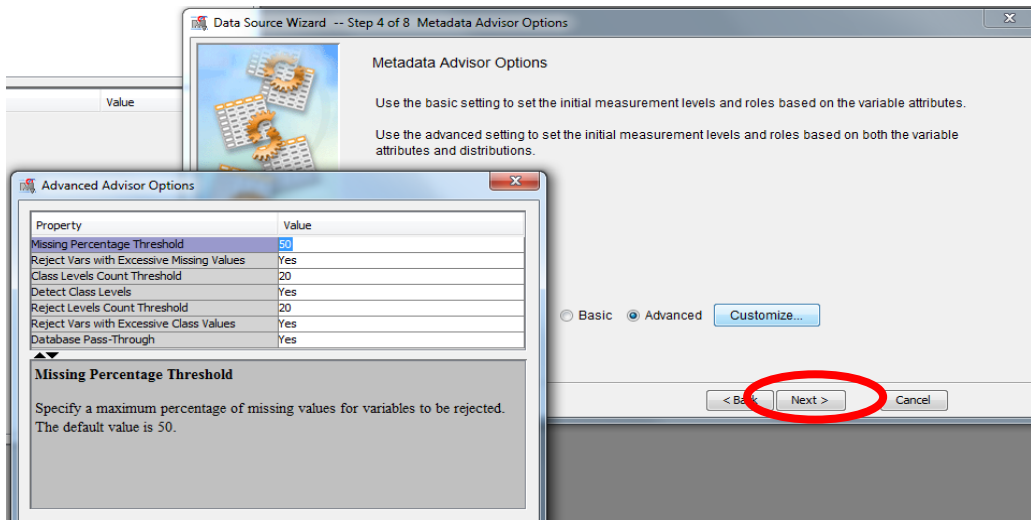 Data Source Wizard -- Step 4 of 8 Metadata Advisor Options
Metadata Advisor Options
Use the basic setting to set the initial measurement levels and roles based on the variable attributes.
Use the advanced setting to set the initial measurement levels and roles based on both the variable
attributes and distributions.
Value
Basic Advanced Customize...
< Back Next > Cancel
Advanced Advisor Options
Property Value
Missing Percentage Threshold 50
Reject Vars with Excessive Missing Values Yes
Class Levels Count Threshold 20
Detect Class Levels Yes
Reject Levels Count Threshold 20
Reject Vars with Excessive Class Values Yes
Database Pass-Through Yes
Missing Percentage Threshold
Specify a maximum percentage of missing values for variables to be rejected.
The default value is 50.